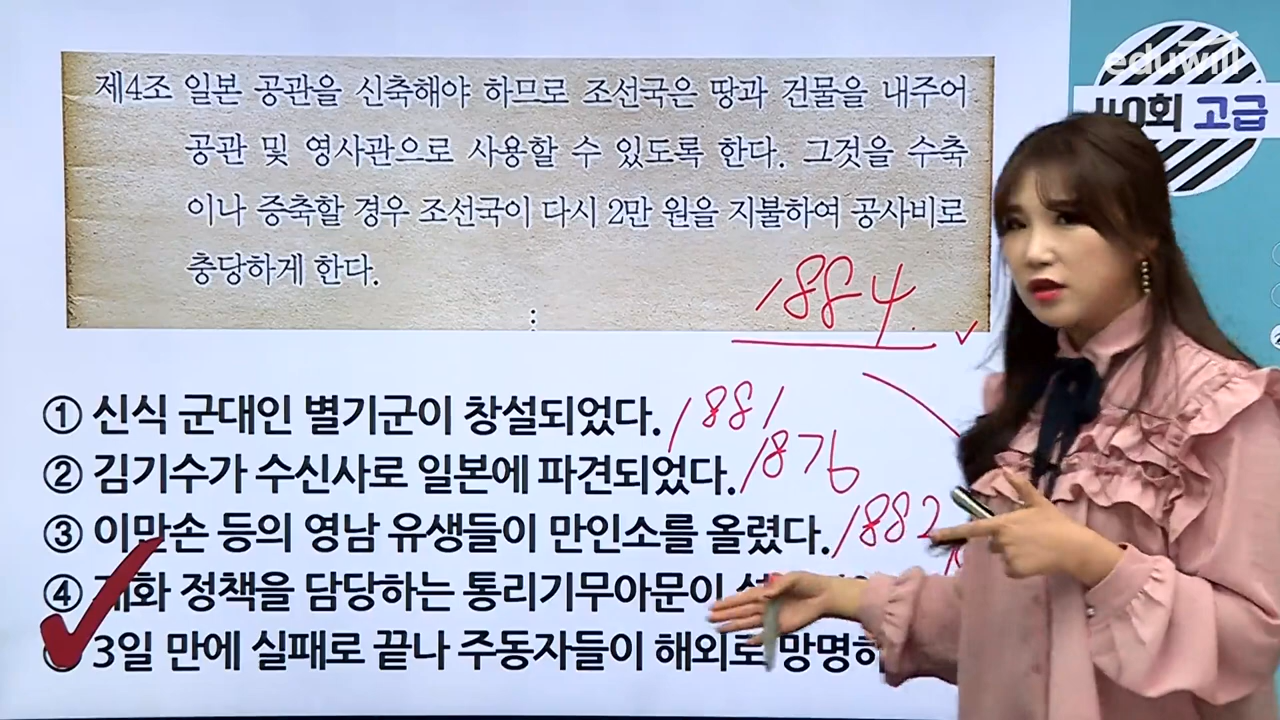 eduwill
40회 고급
제4조 일본 공관을 신축해야 하므로 조선국은 땅과 건물을 내주어
공관 및 영사관으로 사용할 수 있도록 한다. 그것을 수축
이나 증축할 경우 조선국이 다시 2만 원을 지불하여 공사비로
충당하게 한다.
⋮
1884.
① 신식 군대인 별기군이 창설되었다. 1881
② 김기수가 수신사로 일본에 파견되었다. 1876
③ 이만손 등의 영남 유생들이 만인소를 올렸다. 1882
④ 개화 정책을 담당하는 통리기무아문이
3일 만에 실패로 끝나 주동자들이 해외로 망명하